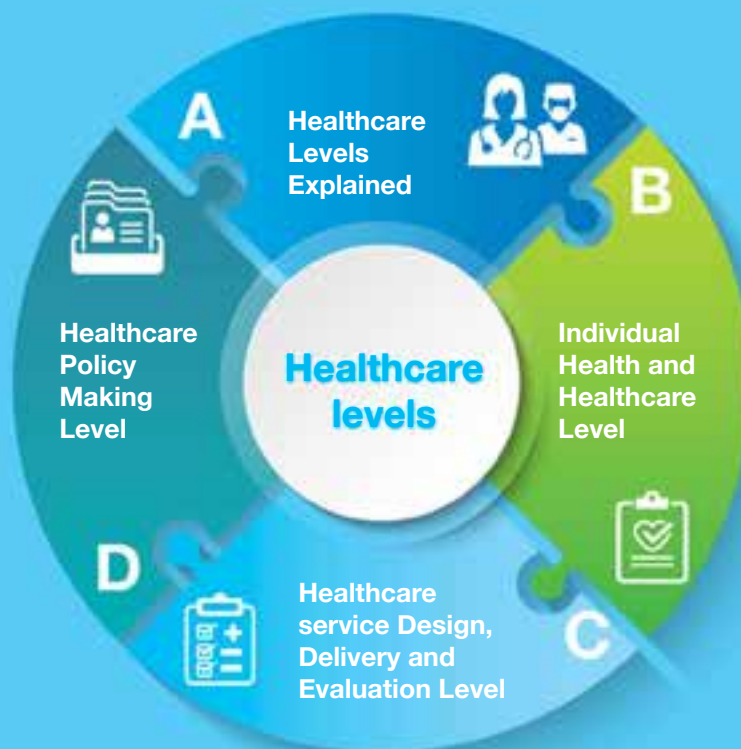 A
Healthcare
Levels
Explained
B
Individual
Health and
Healthcare
Level
C
Healthcare
service Design,
Delivery and
Evaluation Level
D
Healthcare
Policy
Making
Level
Healthcare
levels